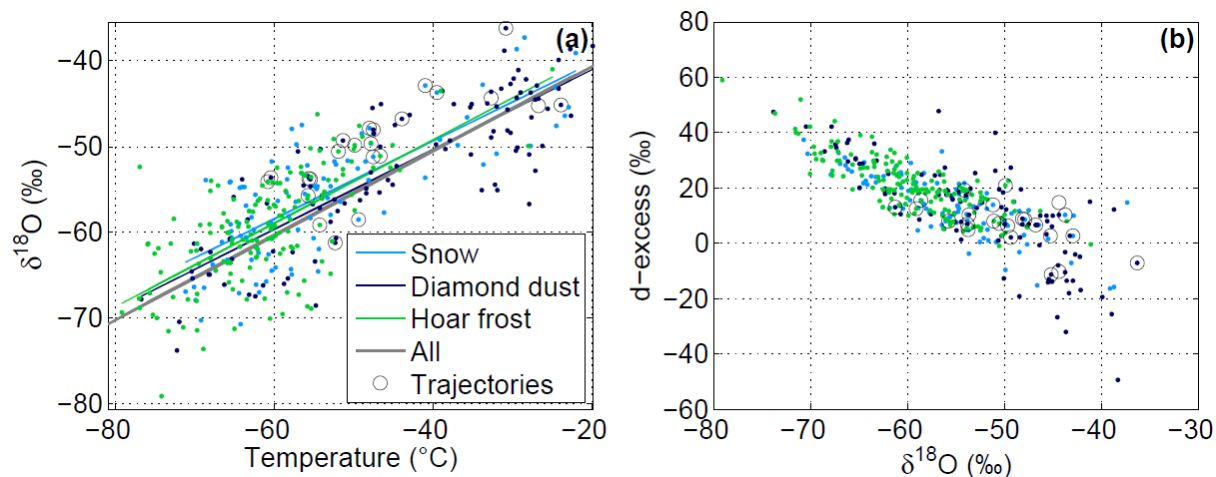 (a)
−40
−50
−60
−70
−80
δ¹⁸O (‰)
−80 −60 −40 −20
Temperature (°C)
Snow
Diamond dust
Hoar frost
All
Trajectories
(b)
80
60
40
20
0
−20
−40
−60
d−excess (‰)
−80 −70 −60 −50 −40 −30
δ¹⁸O (‰)